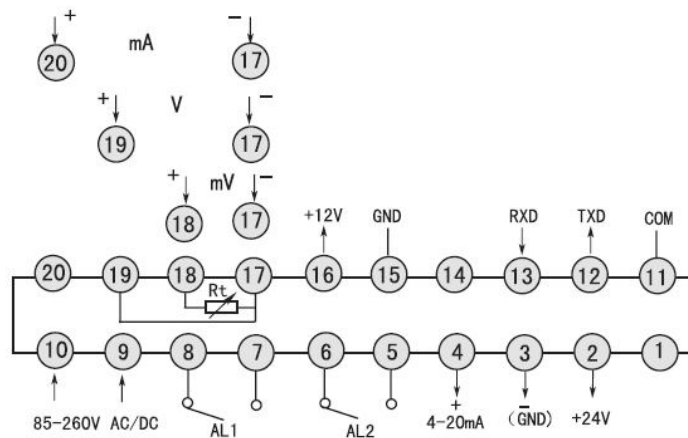 + mA −
20 17
+ V −
19 17
+ mV −
18 17
+12V GND RXD TXD COM
20 19 18 17 16 15 14 13 12 11
Rt
10 9 8 7 6 5 4 3 2 1
+ −
85-260V AC/DC AL1 AL2 4-20mA (GND) +24V